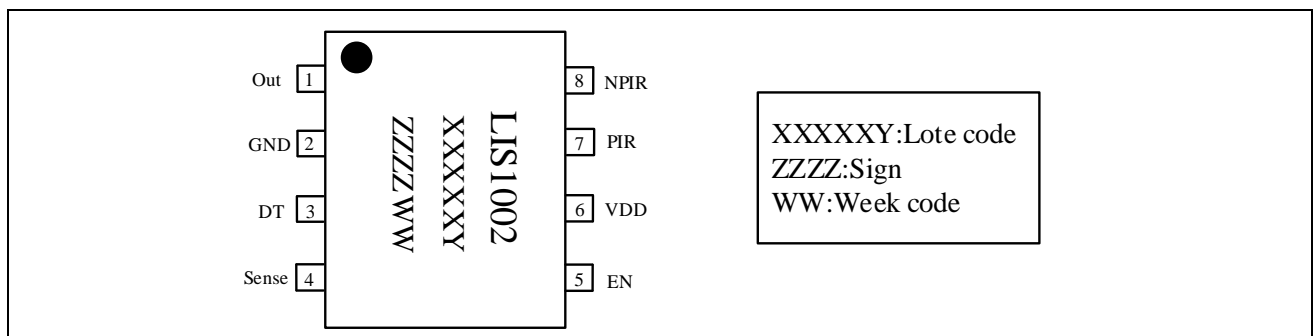 Out 1
GND 2
DT 3
Sense 4
8 NPIR
7 PIR
6 VDD
5 EN
LIS1002
XXXXXY
ZZZZWW
XXXXXY:Lote code
ZZZZ:Sign
WW:Week code